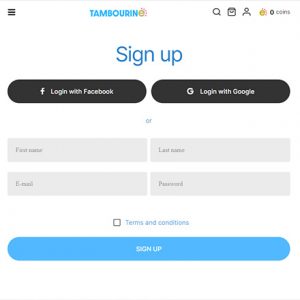 TAMBOURINE
0 coins
Sign up
f Login with Facebook
G Login with Google
or
First name
Last name
E-mail
Password
Terms and conditions
SIGN UP